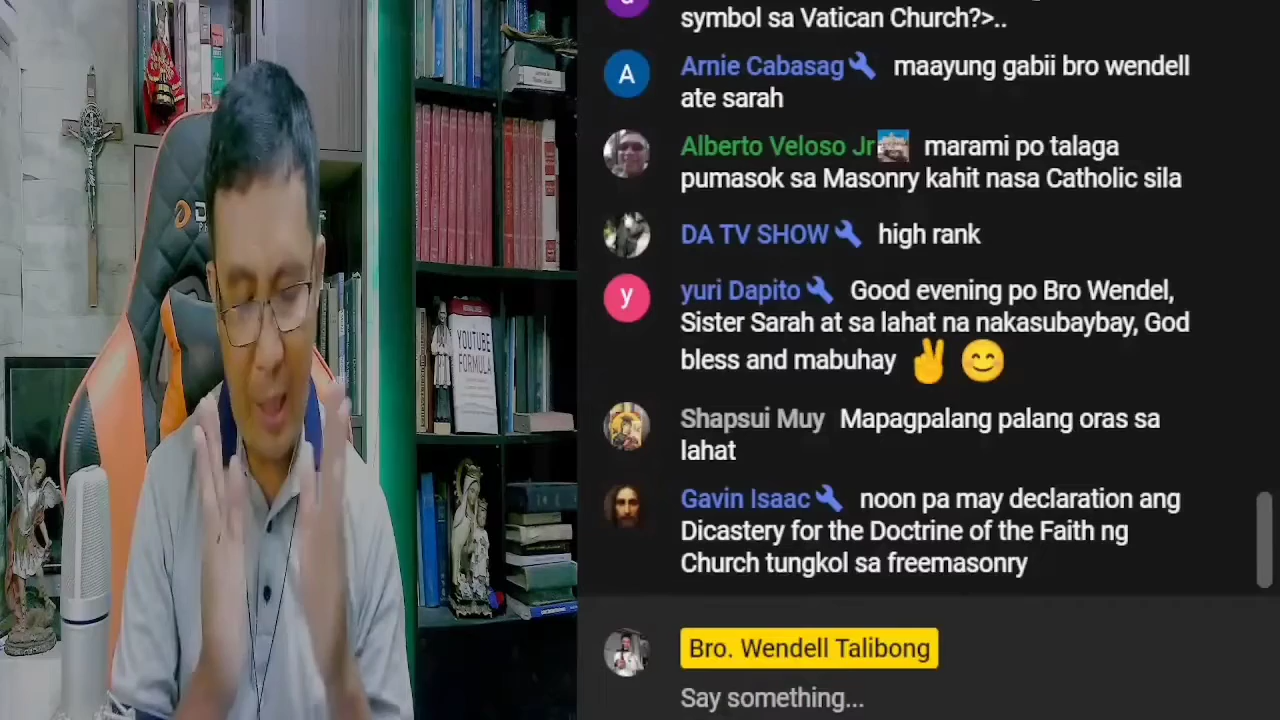 symbol sa Vatican Church?>..
A
Arnie Cabasag maayung gabii bro wendell
ate sarah
Alberto Veloso Jr marami po talaga
pumasok sa Masonry kahit nasa Catholic sila
DA TV SHOW high rank
y
yuri Dapito Good evening po Bro Wendel,
Sister Sarah at sa lahat na nakasubaybay, God
bless and mabuhay ✌️ 😊
Shapsui Muy Mapagpalang palang oras sa
lahat
Gavin Isaac noon pa may declaration ang
Dicastery for the Doctrine of the Faith ng
Church tungkol sa freemasonry
Bro. Wendell Talibong
Say something...
YOUTUBE
FORMULA